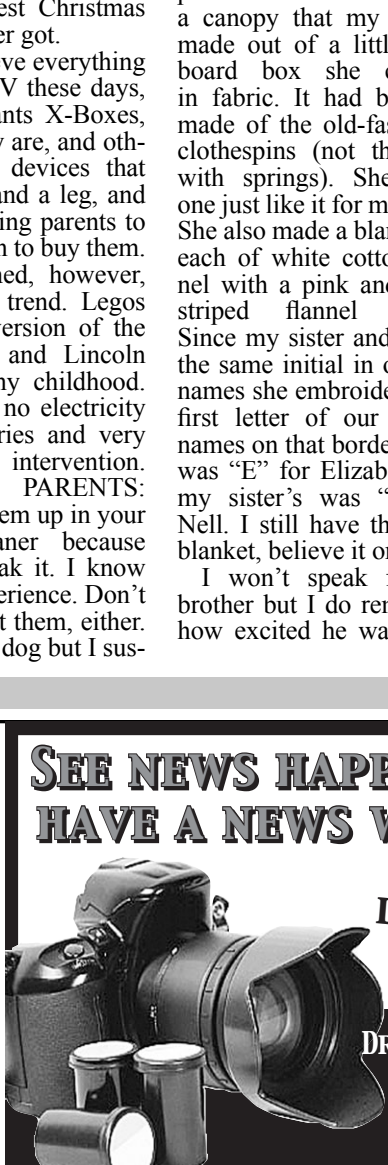 est Christmas
er got.
eve everything
V these days,
ants X-Boxes,
y are, and oth-
devices that
and a leg, and
ing parents to
n to buy them.
ned, however,
trend. Legos
version of the
and Lincoln
ny childhood.
no electricity
ries and very
intervention.
PARENTS:
em up in your
aner because
ak it. I know
erience. Don't
t them, either.
dog but I sus-
a canopy that my
made out of a littl
board box she c
in fabric. It had b
made of the old-fas
clothespins (not th
with springs). She
one just like it for m
She also made a blan
each of white cotto
nel with a pink and
striped flannel
Since my sister and
the same initial in o
names she embroide
first letter of our
names on that borde
was “E” for Elizab
my sister’s was “
Nell. I still have th
blanket, believe it or
I won’t speak f
brother but I do ren
how excited he wa
SEE NEWS HAPP
HAVE A NEWS
DR